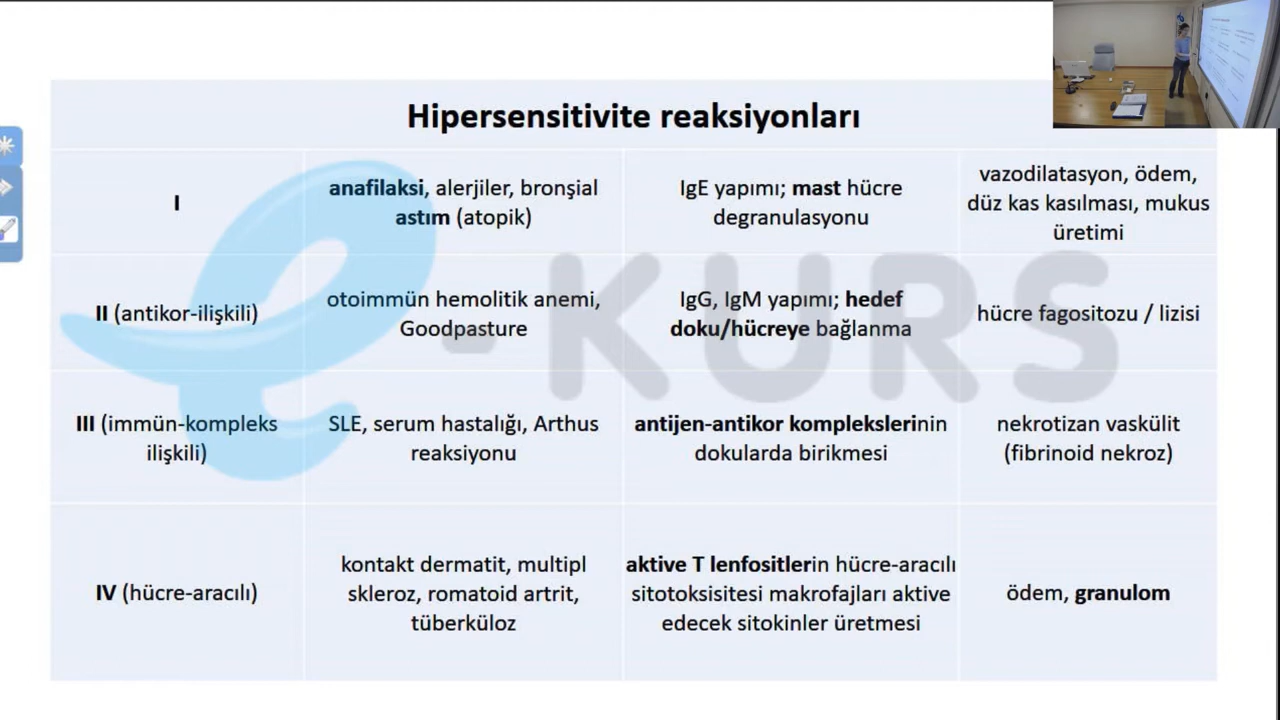 Hipersensitivite reaksiyonları
I
anafilaksi, alerjiler, bronşial
astım (atopik)
IgE yapımı; mast hücre
degranulasyonu
vazodilatasyon, ödem,
düz kas kasılması, mukus
üretimi
II (antikor-ilişkili)
otoimmün hemolitik anemi,
Goodpasture
IgG, IgM yapımı; hedef
doku/hücreye bağlanma
hücre fagositozu / lizisi
III (immün-kompleks
ilişkili)
SLE, serum hastalığı, Arthus
reaksiyonu
antijen-antikor komplekslerinin
dokularda birikmesi
nekrotizan vaskülit
(fibrinoid nekroz)
IV (hücre-aracılı)
kontakt dermatit, multipl
skleroz, romatoid artrit,
tüberküloz
aktive T lenfositlerin hücre-aracılı
sitotoksisitesi makrofajları aktive
edecek sitokinler üretmesi
ödem, granulom
e-KURS